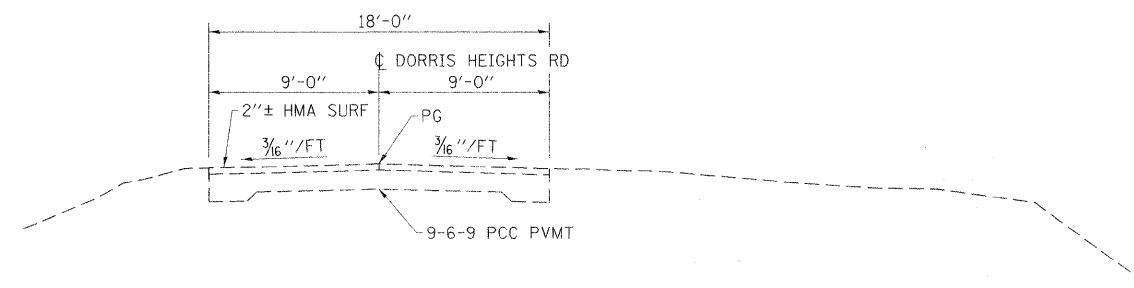 18'-0"
℄ DORRIS HEIGHTS RD
9'-0" 9'-0"
2"± HMA SURF
PG
3/16"/FT 3/16"/FT
9-6-9 PCC PVMT